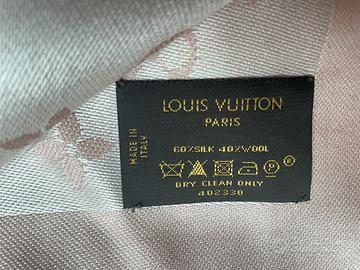 LOUIS VUITTON
PARIS
MADE IN
ITALY
60%SILK 40%WOOL
P
DRY CLEAN ONLY
402330